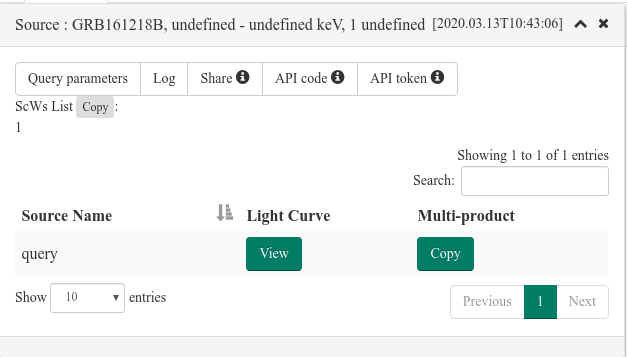 Source : GRB161218B, undefined - undefined keV, 1 undefined [2020.03.13T10:43:06]
Query parameters Log Share API code API token
ScWs List Copy :
1
Showing 1 to 1 of 1 entries
Search:
Source Name Light Curve Multi-product
query View Copy
Show 10 entries Previous 1 Next